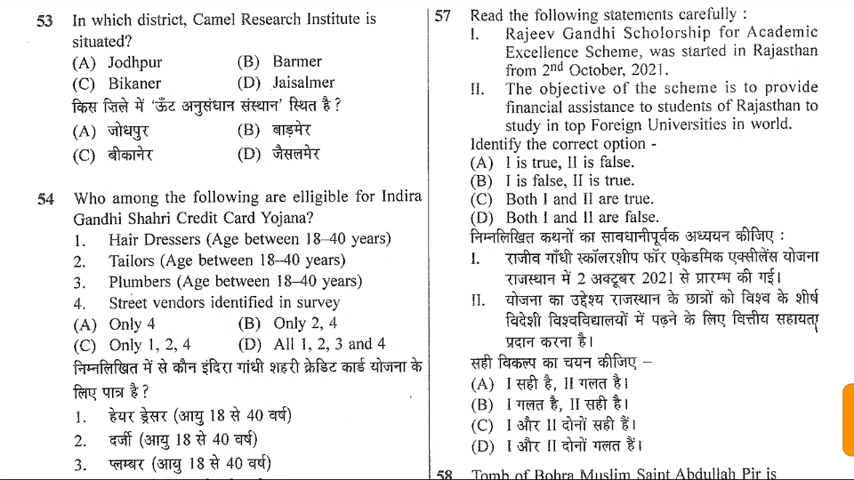 53 In which district, Camel Research Institute is
situated?
(A) Jodhpur (B) Barmer
(C) Bikaner (D) Jaisalmer
किस ज़िले में ‘ऊँट अनुसंधान संस्थान’ स्थित है ?
(A) जोधपुर (B) बाड़मेर
(C) बीकानेर (D) जैसलमेर
54 Who among the following are elligible for Indira
Gandhi Shahri Credit Card Yojana?
1. Hair Dressers (Age between 18–40 years)
2. Tailors (Age between 18–40 years)
3. Plumbers (Age between 18–40 years)
4. Street vendors identified in survey
(A) Only 4 (B) Only 2, 4
(C) Only 1, 2, 4 (D) All 1, 2, 3 and 4
निम्नलिखित में से कौन इंदिरा गांधी शहरी क्रेडिट कार्ड योजना के
लिए पात्र है ?
1. हेयर ड्रेसर (आयु 18 से 40 वर्ष)
2. दर्जी (आयु 18 से 40 वर्ष)
3. प्लम्बर (आयु 18 से 40 वर्ष)
57 Read the following statements carefully :
I. Rajeev Gandhi Scholorship for Academic
Excellence Scheme, was started in Rajasthan
from 2nd October, 2021.
II. The objective of the scheme is to provide
financial assistance to students of Rajasthan to
study in top Foreign Universities in world.
Identify the correct option -
(A) I is true, II is false.
(B) I is false, II is true.
(C) Both I and II are true.
(D) Both I and II are false.
निम्नलिखित कथनों का सावधानीपूर्वक अध्ययन कीजिए :
I. राजीव गाँधी स्कॉलरशीप फॉर एकेडमिक एक्सीलेंस योजना
राजस्थान में 2 अक्टूबर 2021 से प्रारम्भ की गई।
II. योजना का उद्देश्य राजस्थान के छात्रों को विश्व के शीर्ष
विदेशी विश्वविद्यालयों में पढ़ने के लिए वित्तीय सहायता
प्रदान करना है।
सही विकल्प का चयन कीजिए –
(A) I सही है, II गलत है।
(B) I गलत है, II सही है।
(C) I और II दोनों सही हैं।
(D) I और II दोनों गलत हैं।
58 Tomb of Bohra Muslim Saint Abdullah Pir is